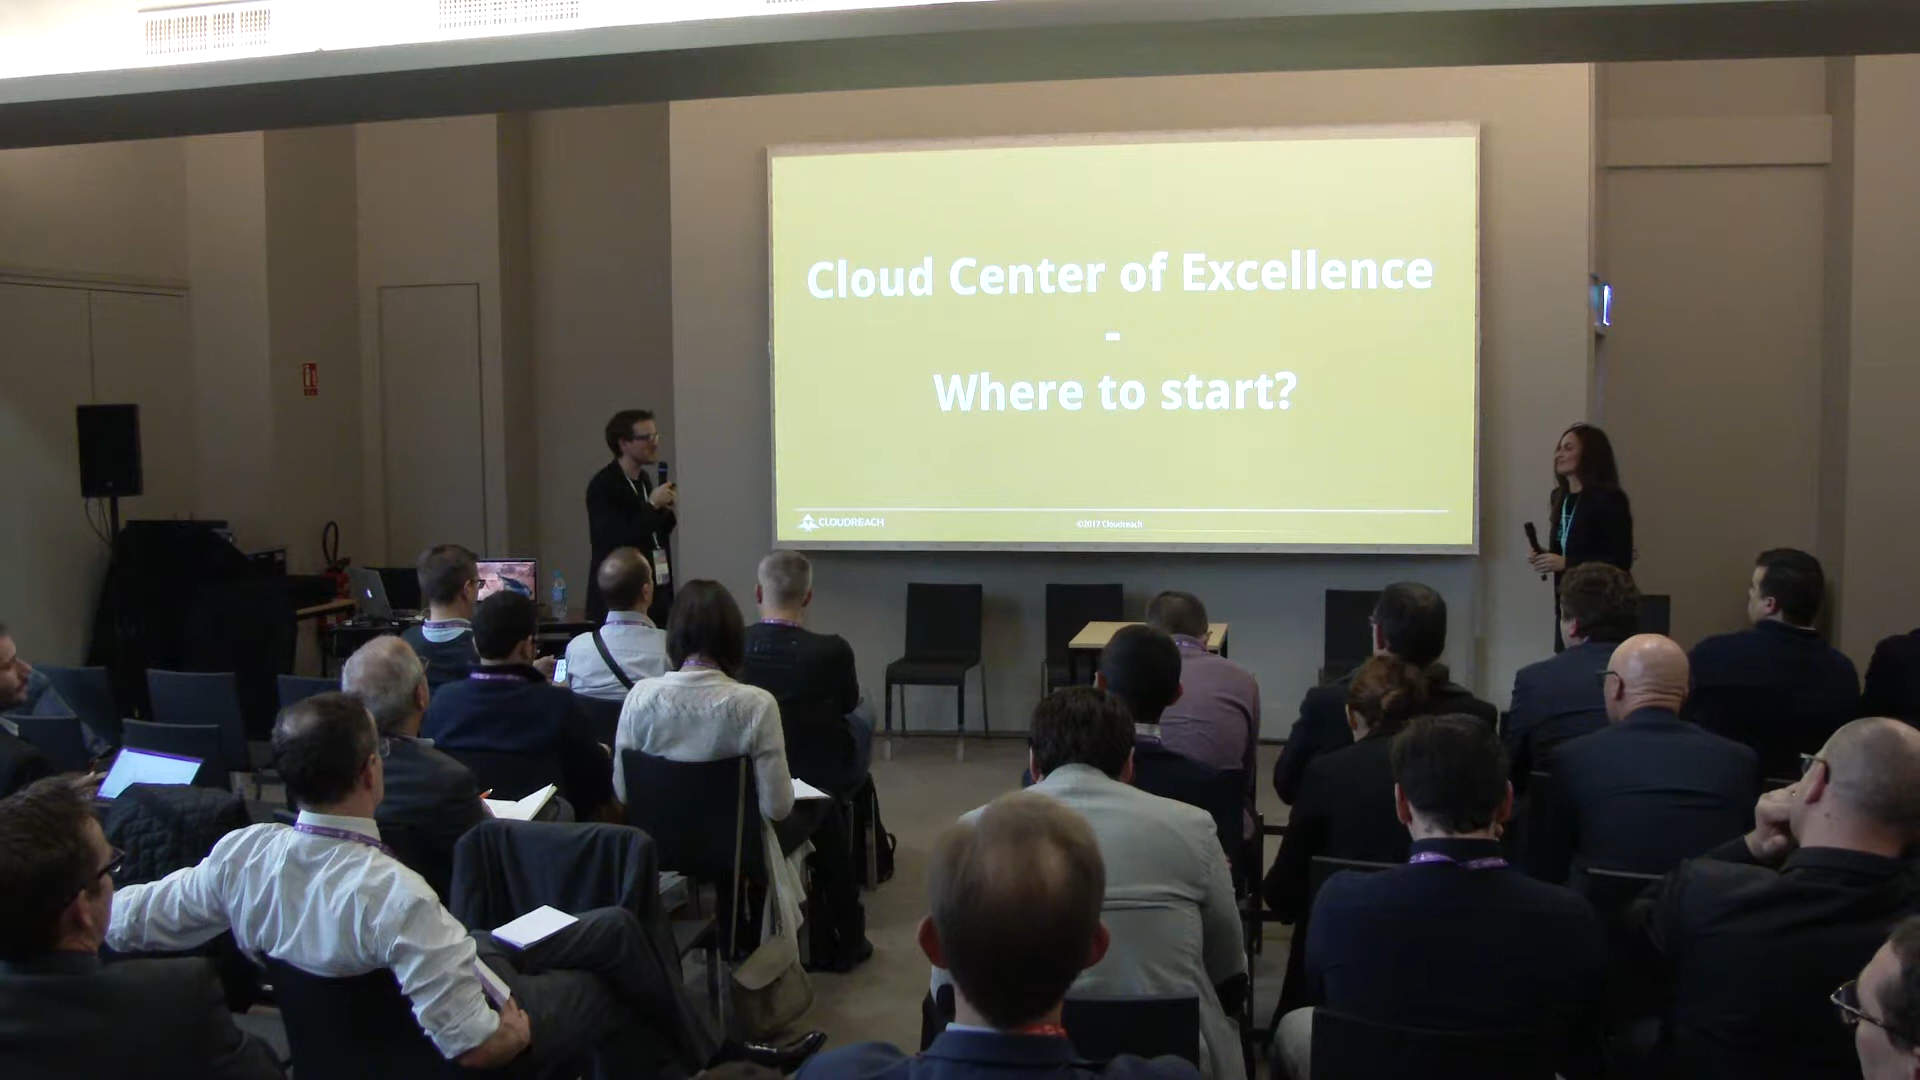 Cloud Center of Excellence
-
Where to start?
CLOUDREACH
©2017 Cloudreach